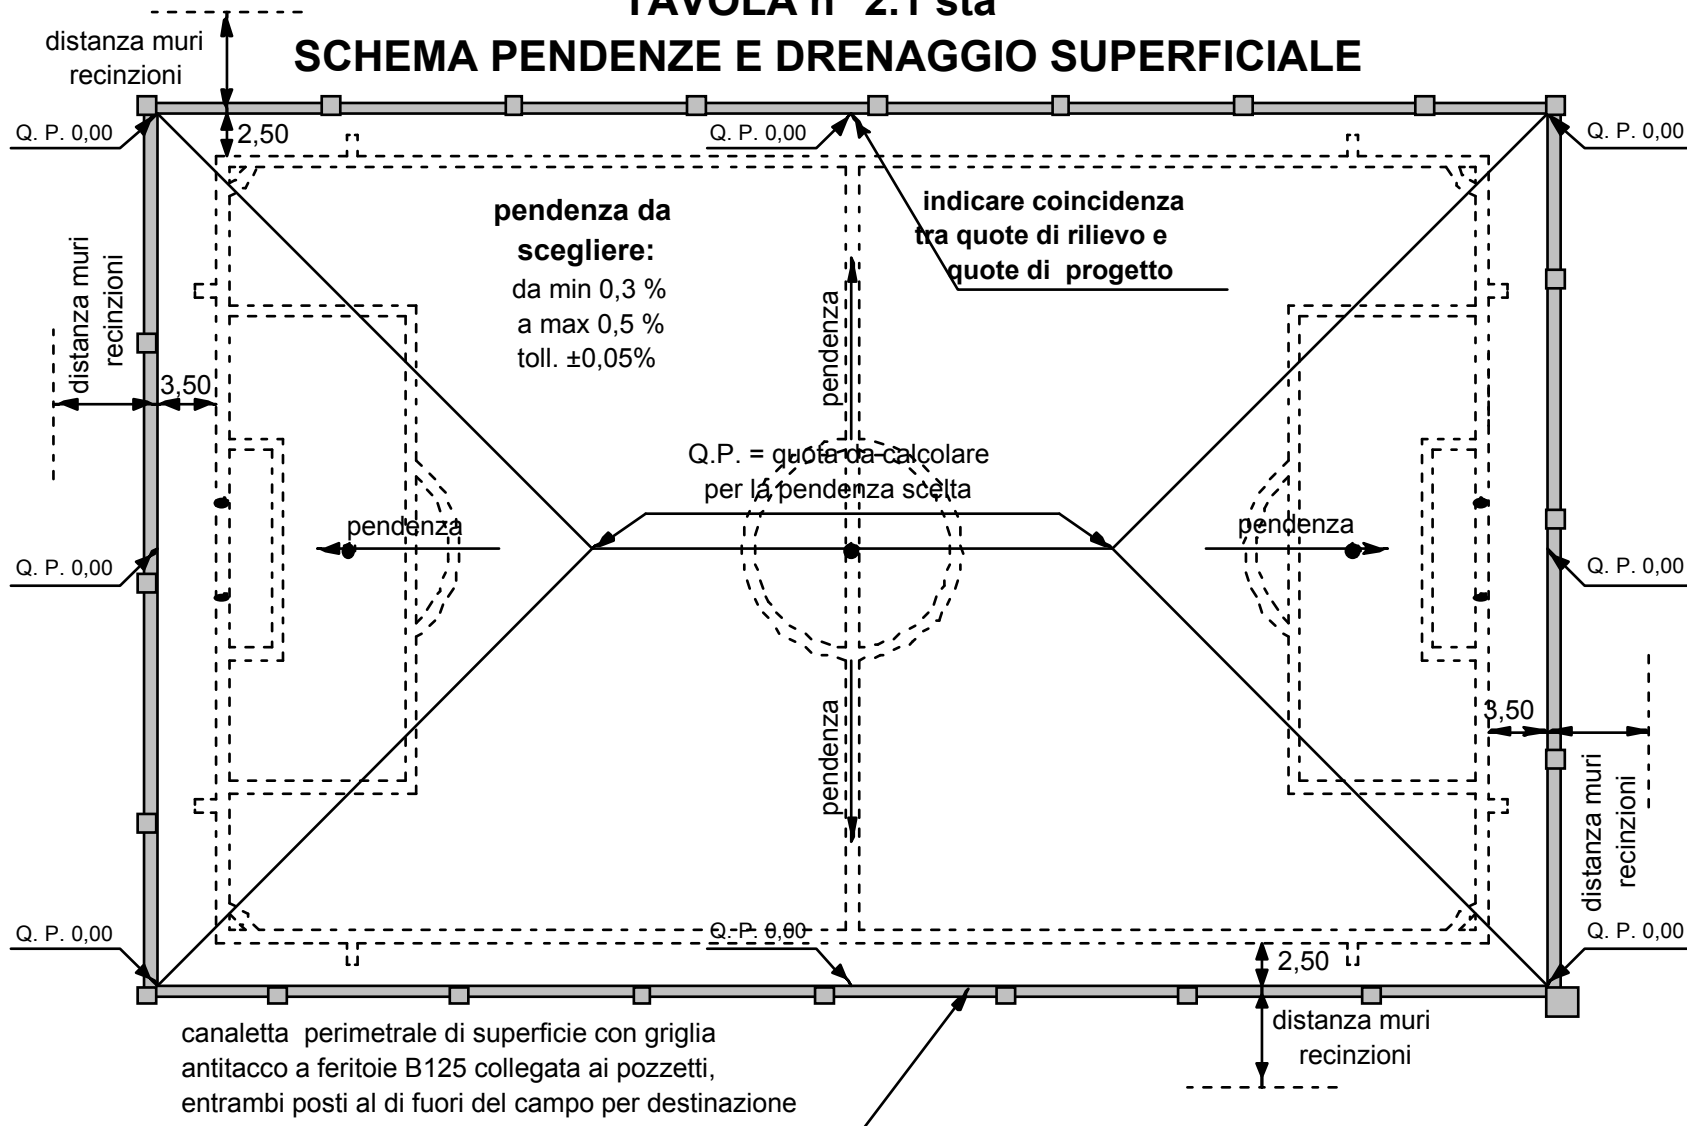 TAVOLA n° 2.1 sta
SCHEMA PENDENZE E DRENAGGIO SUPERFICIALE
distanza muri
recinzioni
Q. P. 0,00
2,50
Q. P. 0,00
Q. P. 0,00
pendenza da
scegliere:
da min 0,3 %
a max 0,5 %
toll. ±0,05%
indicare coincidenza
tra quote di rilievo e
quote di  progetto
distanza muri
recinzioni
3,50
pendenza
Q.P. = quota da calcolare
per la pendenza scelta
pendenza
pendenza
Q. P. 0,00
Q. P. 0,00
pendenza
3,50
distanza muri
recinzioni
Q. P. 0,00
Q. P. 0,00
Q. P. 0,00
2,50
distanza muri
recinzioni
canaletta  perimetrale di superficie con griglia
antitacco a feritoie B125 collegata ai pozzetti,
entrambi posti al di fuori del campo per destinazione